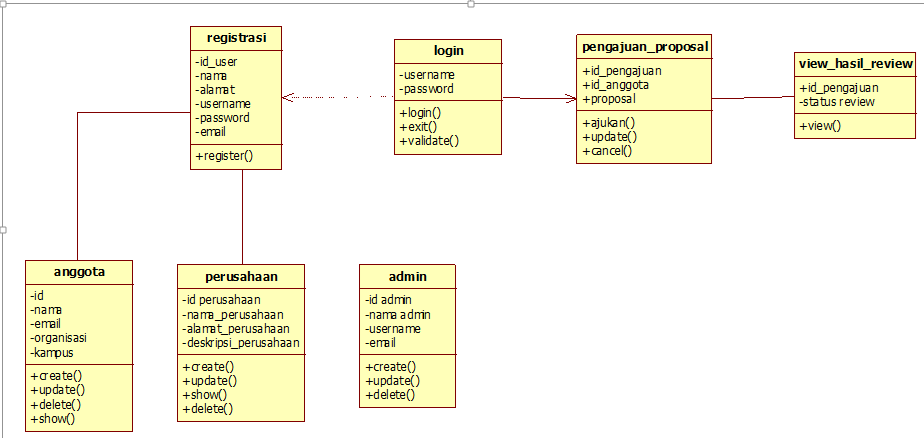 registrasi
-id_user
-nama
-alamat
-username
-password
-email
+register()
login
-username
-password
+login()
+exit()
+validate()
pengajuan_proposal
+id_pengajuan
+id_anggota
+proposal
+ajukan()
+update()
+cancel()
view_hasil_review
+id_pengajuan
-status review
+view()
anggota
-id
-nama
-email
-organisasi
-kampus
+create()
+update()
+delete()
+show()
perusahaan
-id perusahaan
-nama_perusahaan
-alamat_perusahaan
-deskripsi_perusahaan
+create()
+update()
+show()
+delete()
admin
-id admin
-nama admin
-username
-email
+create()
+update()
+delete()